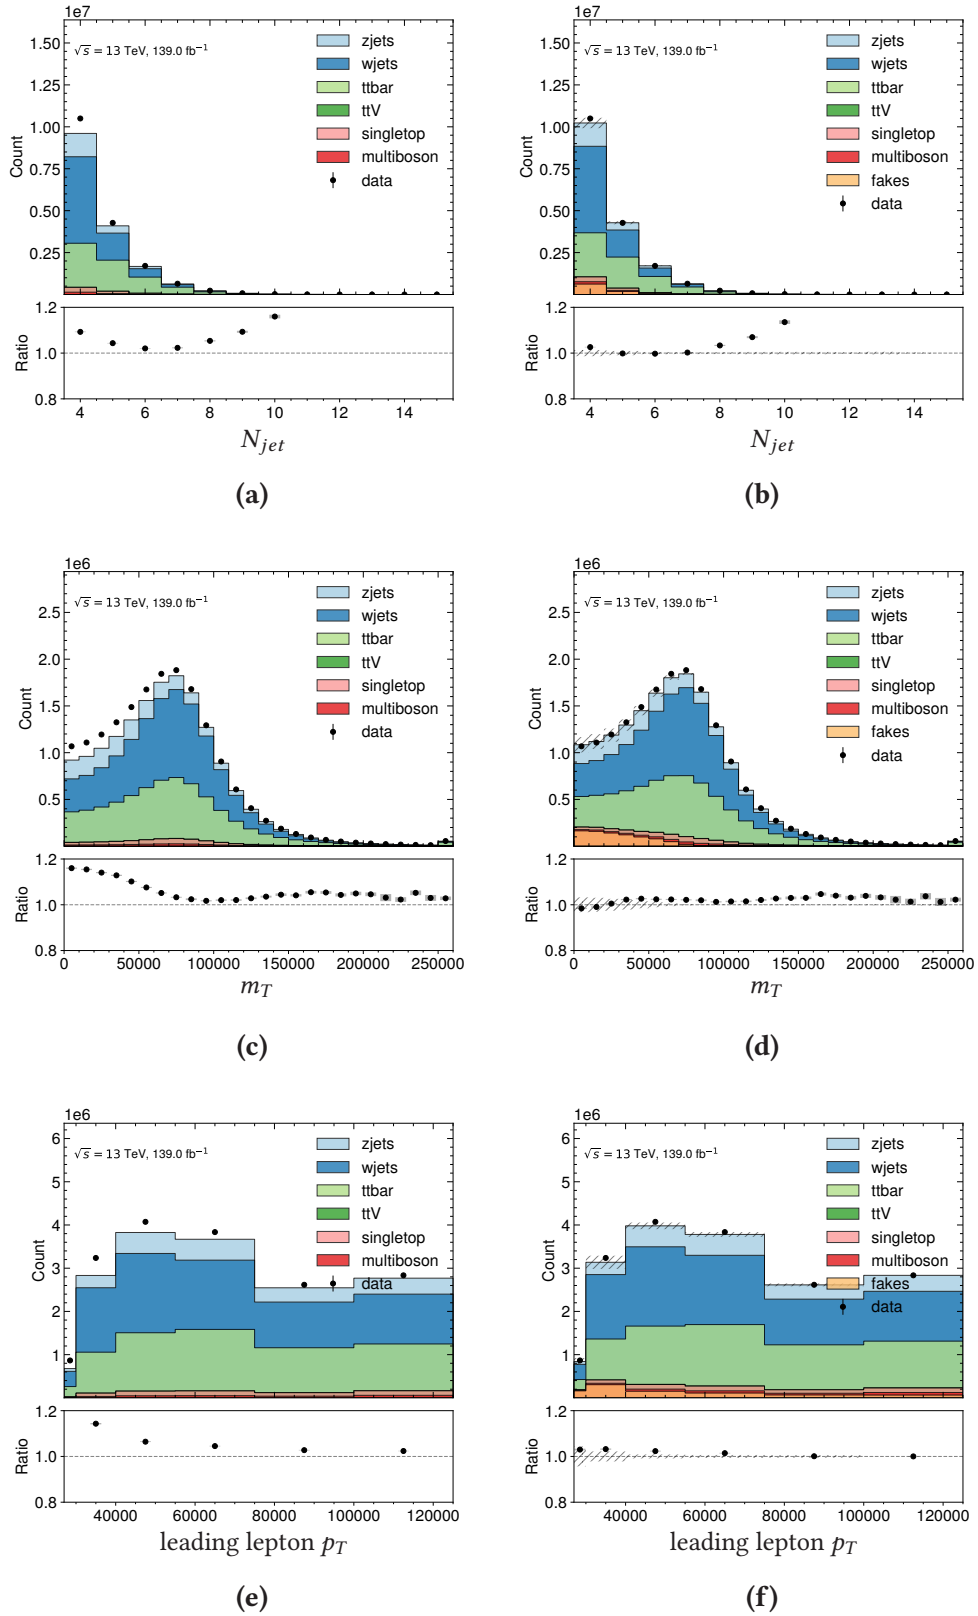 1e7
√s = 13 TeV, 139.0 fb⁻¹
zjets
wjets
ttbar
ttV
singletop
multiboson
data
Count
1.50
1.25
1.00
0.75
0.50
0.25
Ratio
1.2
1.0
0.8
4 6 8 10 12 14
N_jet
(a)
1e7
√s = 13 TeV, 139.0 fb⁻¹
zjets
wjets
ttbar
ttV
singletop
multiboson
fakes
data
Count
1.50
1.25
1.00
0.75
0.50
0.25
Ratio
1.2
1.0
0.8
4 6 8 10 12 14
N_jet
(b)
1e6
√s = 13 TeV, 139.0 fb⁻¹
zjets
wjets
ttbar
ttV
singletop
multiboson
data
Count
2.5
2.0
1.5
1.0
0.5
Ratio
1.2
1.0
0.8
0 50000 100000 150000 200000 250000
m_T
(c)
1e6
√s = 13 TeV, 139.0 fb⁻¹
zjets
wjets
ttbar
ttV
singletop
multiboson
fakes
data
Count
2.5
2.0
1.5
1.0
0.5
Ratio
1.2
1.0
0.8
0 50000 100000 150000 200000 250000
m_T
(d)
1e6
√s = 13 TeV, 139.0 fb⁻¹
zjets
wjets
ttbar
ttV
singletop
multiboson
data
Count
6
5
4
3
2
1
Ratio
1.2
1.0
0.8
40000 60000 80000 100000 120000
leading lepton p_T
(e)
1e6
√s = 13 TeV, 139.0 fb⁻¹
zjets
wjets
ttbar
ttV
singletop
multiboson
fakes
data
Count
6
5
4
3
2
1
Ratio
1.2
1.0
0.8
40000 60000 80000 100000 120000
leading lepton p_T
(f)